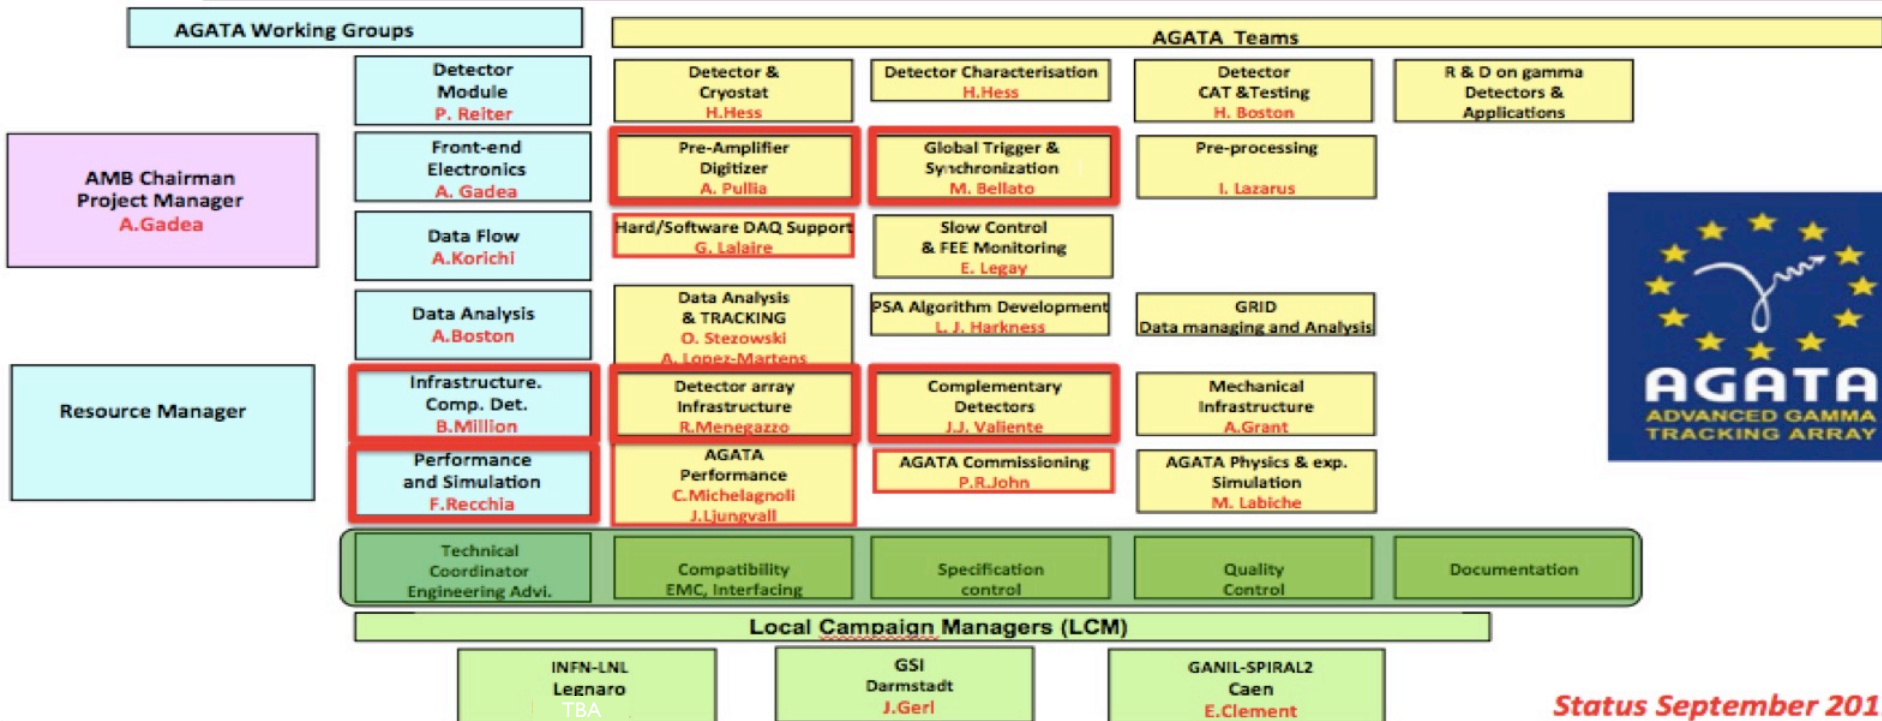 AGATA Working Groups
AGATA Teams
Detector
Module
P. Reiter
Detector &
Cryostat
H.Hess
Detector Characterisation
H.Hess
Detector
CAT &Testing
H. Boston
R & D on gamma
Detectors &
Applications
AMB Chairman
Project Manager
A.Gadea
Front-end
Electronics
A. Gadea
Pre-Amplifier
Digitizer
A. Pullia
Global Trigger &
Synchronization
M. Bellato
Pre-processing
I. Lazarus
Data Flow
A.Korichi
Hard/Software DAQ Support
G. Lalaire
Slow Control
& FEE Monitoring
E. Legay
Data Analysis
A.Boston
Data Analysis
& TRACKING
O. Stezowski
A. Lopez-Martens
PSA Algorithm Development
L. J. Harkness
GRID
Data managing and Analysis
Resource Manager
Infrastructure.
Comp. Det.
B.Million
Detector array
Infrastructure
R.Menegazzo
Complementary
Detectors
J.J. Valiente
Mechanical
Infrastructure
A.Grant
Performance
and Simulation
F.Recchia
AGATA
Performance
C.Michelagnoli
J.Ljungvall
AGATA Commissioning
P.R.John
AGATA Physics & exp.
Simulation
M. Labiche
AGATA
ADVANCED GAMMA
TRACKING ARRAY
Technical
Coordinator
Engineering Advi.
Compatibility
EMC, Interfacing
Specification
control
Quality
Control
Documentation
Local Campaign Managers (LCM)
INFN-LNL
Legnaro
TBA
GSI
Darmstadt
J.Gerl
GANIL-SPIRAL2
Caen
E.Clement
Status September